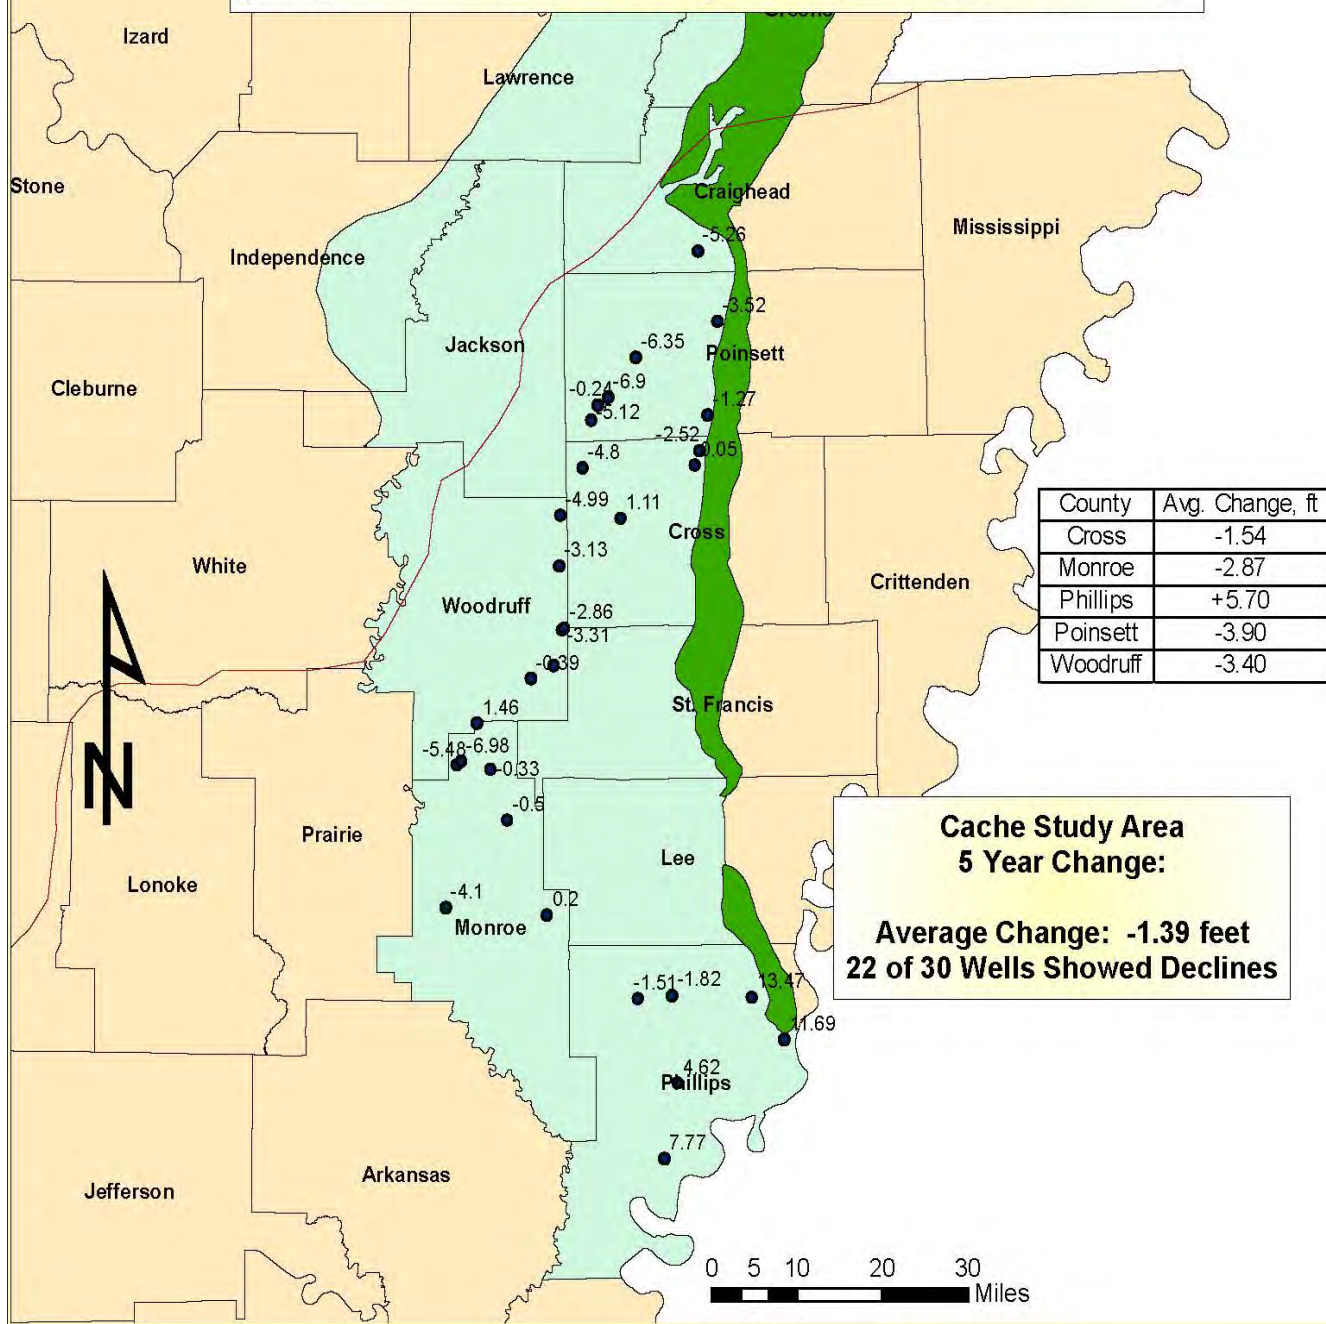 Izard
Lawrence
Stone
Craighead
Mississippi
Independence
-5.26
-3.52
Jackson
-6.35
Poinsett
Cleburne
-0.24
-6.9
-5.12
-1.27
-2.52
0.05
-4.8
-4.99
1.11
Cross
-3.13
White
Crittenden
Woodruff
-2.86
-3.31
-0.39
St. Francis
1.46
-5.48
-6.98
-0.33
-0.5
N
Prairie
Lee
Lonoke
-4.1
0.2
Monroe
-1.51
-1.82
13.47
11.69
4.62
Phillips
7.77
Arkansas
Jefferson
County Avg. Change, ft
Cross -1.54
Monroe -2.87
Phillips +5.70
Poinsett -3.90
Woodruff -3.40
Cache Study Area
5 Year Change:
Average Change: -1.39 feet
22 of 30 Wells Showed Declines
0 5 10 20 30
Miles